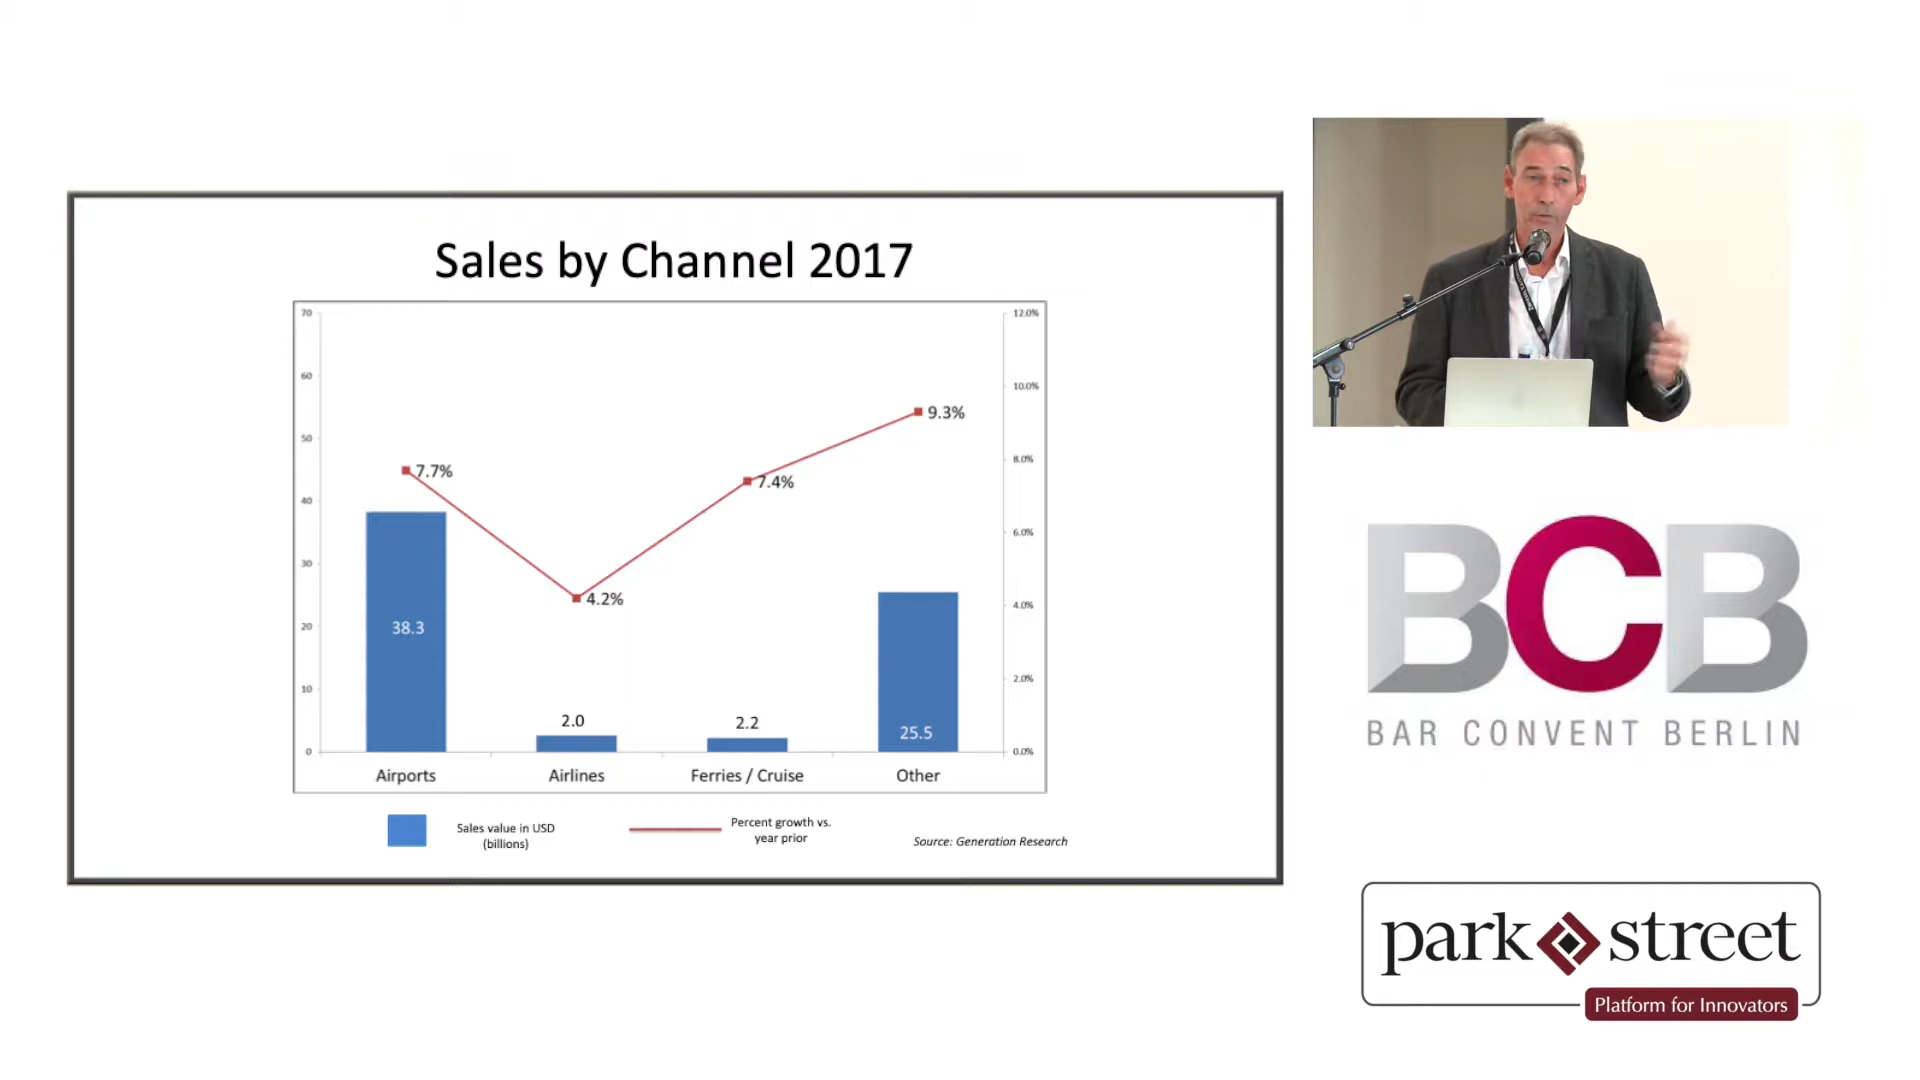 Sales by Channel 2017
70
60
50
40
30
20
10
0
12.0%
10.0%
8.0%
6.0%
4.0%
2.0%
0.0%
7.7%
4.2%
7.4%
9.3%
38.3
2.0
2.2
25.5
Airports
Airlines
Ferries / Cruise
Other
Sales value in USD
(billions)
Percent growth vs.
year prior
Source: Generation Research
BCB
BAR CONVENT BERLIN
park street
Platform for Innovators